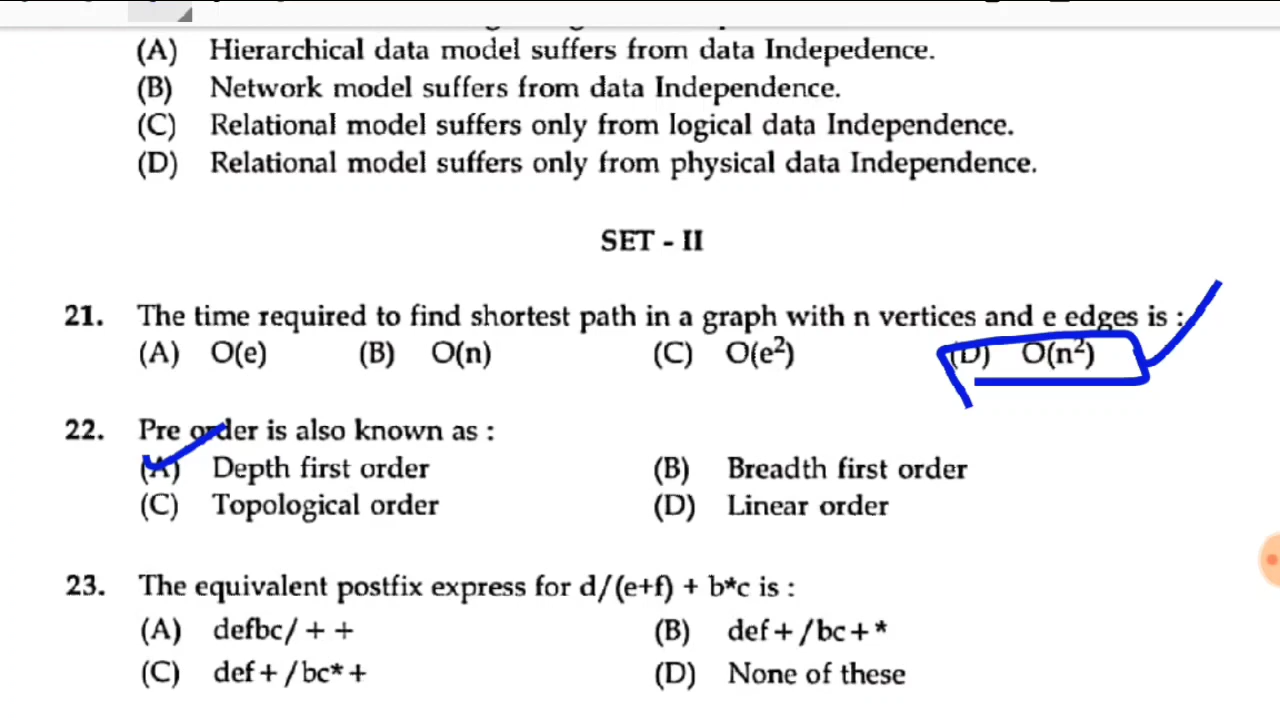 (A) Hierarchical data model suffers from data Indepedence.
(B) Network model suffers from data Independence.
(C) Relational model suffers only from logical data Independence.
(D) Relational model suffers only from physical data Independence.
SET - II
21. The time required to find shortest path in a graph with n vertices and e edges is :
(A) O(e) (B) O(n) (C) O(e²) (D) O(n²)
22. Pre order is also known as :
(A) Depth first order (B) Breadth first order
(C) Topological order (D) Linear order
23. The equivalent postfix express for d/(e+f) + b*c is :
(A) defbc/ + + (B) def + /bc + *
(C) def + /bc* + (D) None of these